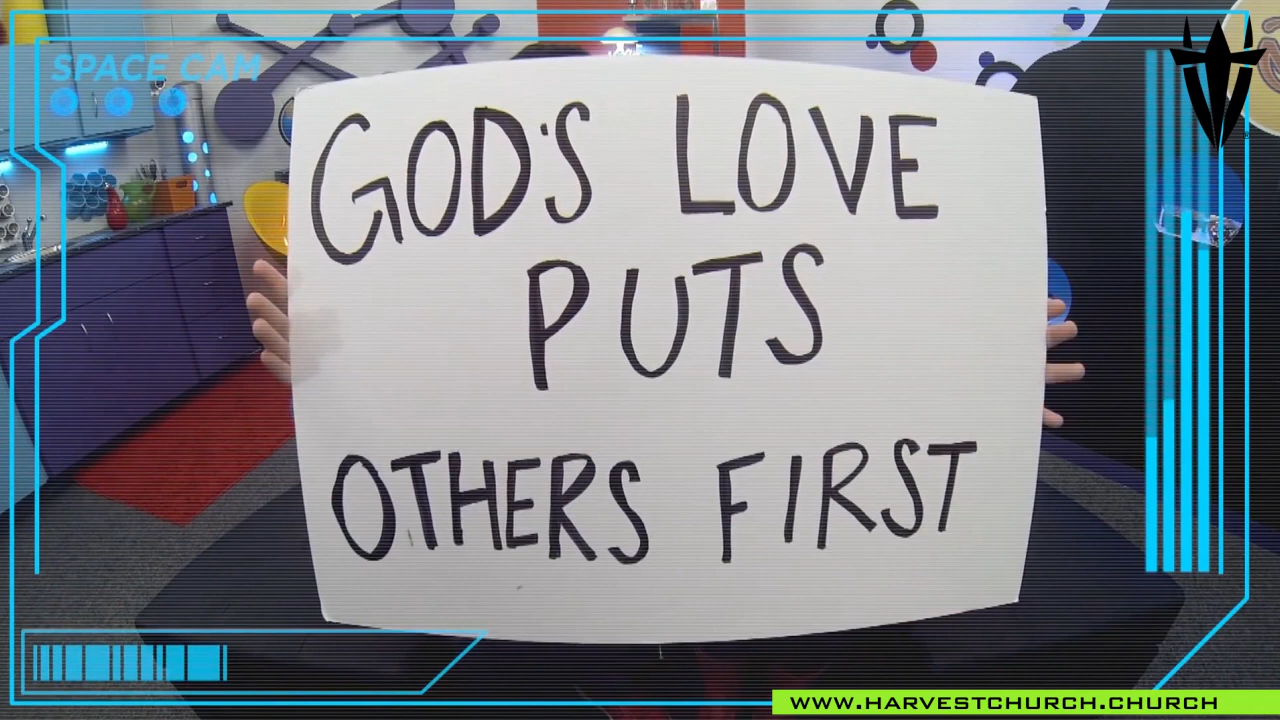 SPACE CAM
GOD'S LOVE
PUTS
OTHERS FIRST
WWW.HARVESTCHURCH.CHURCH